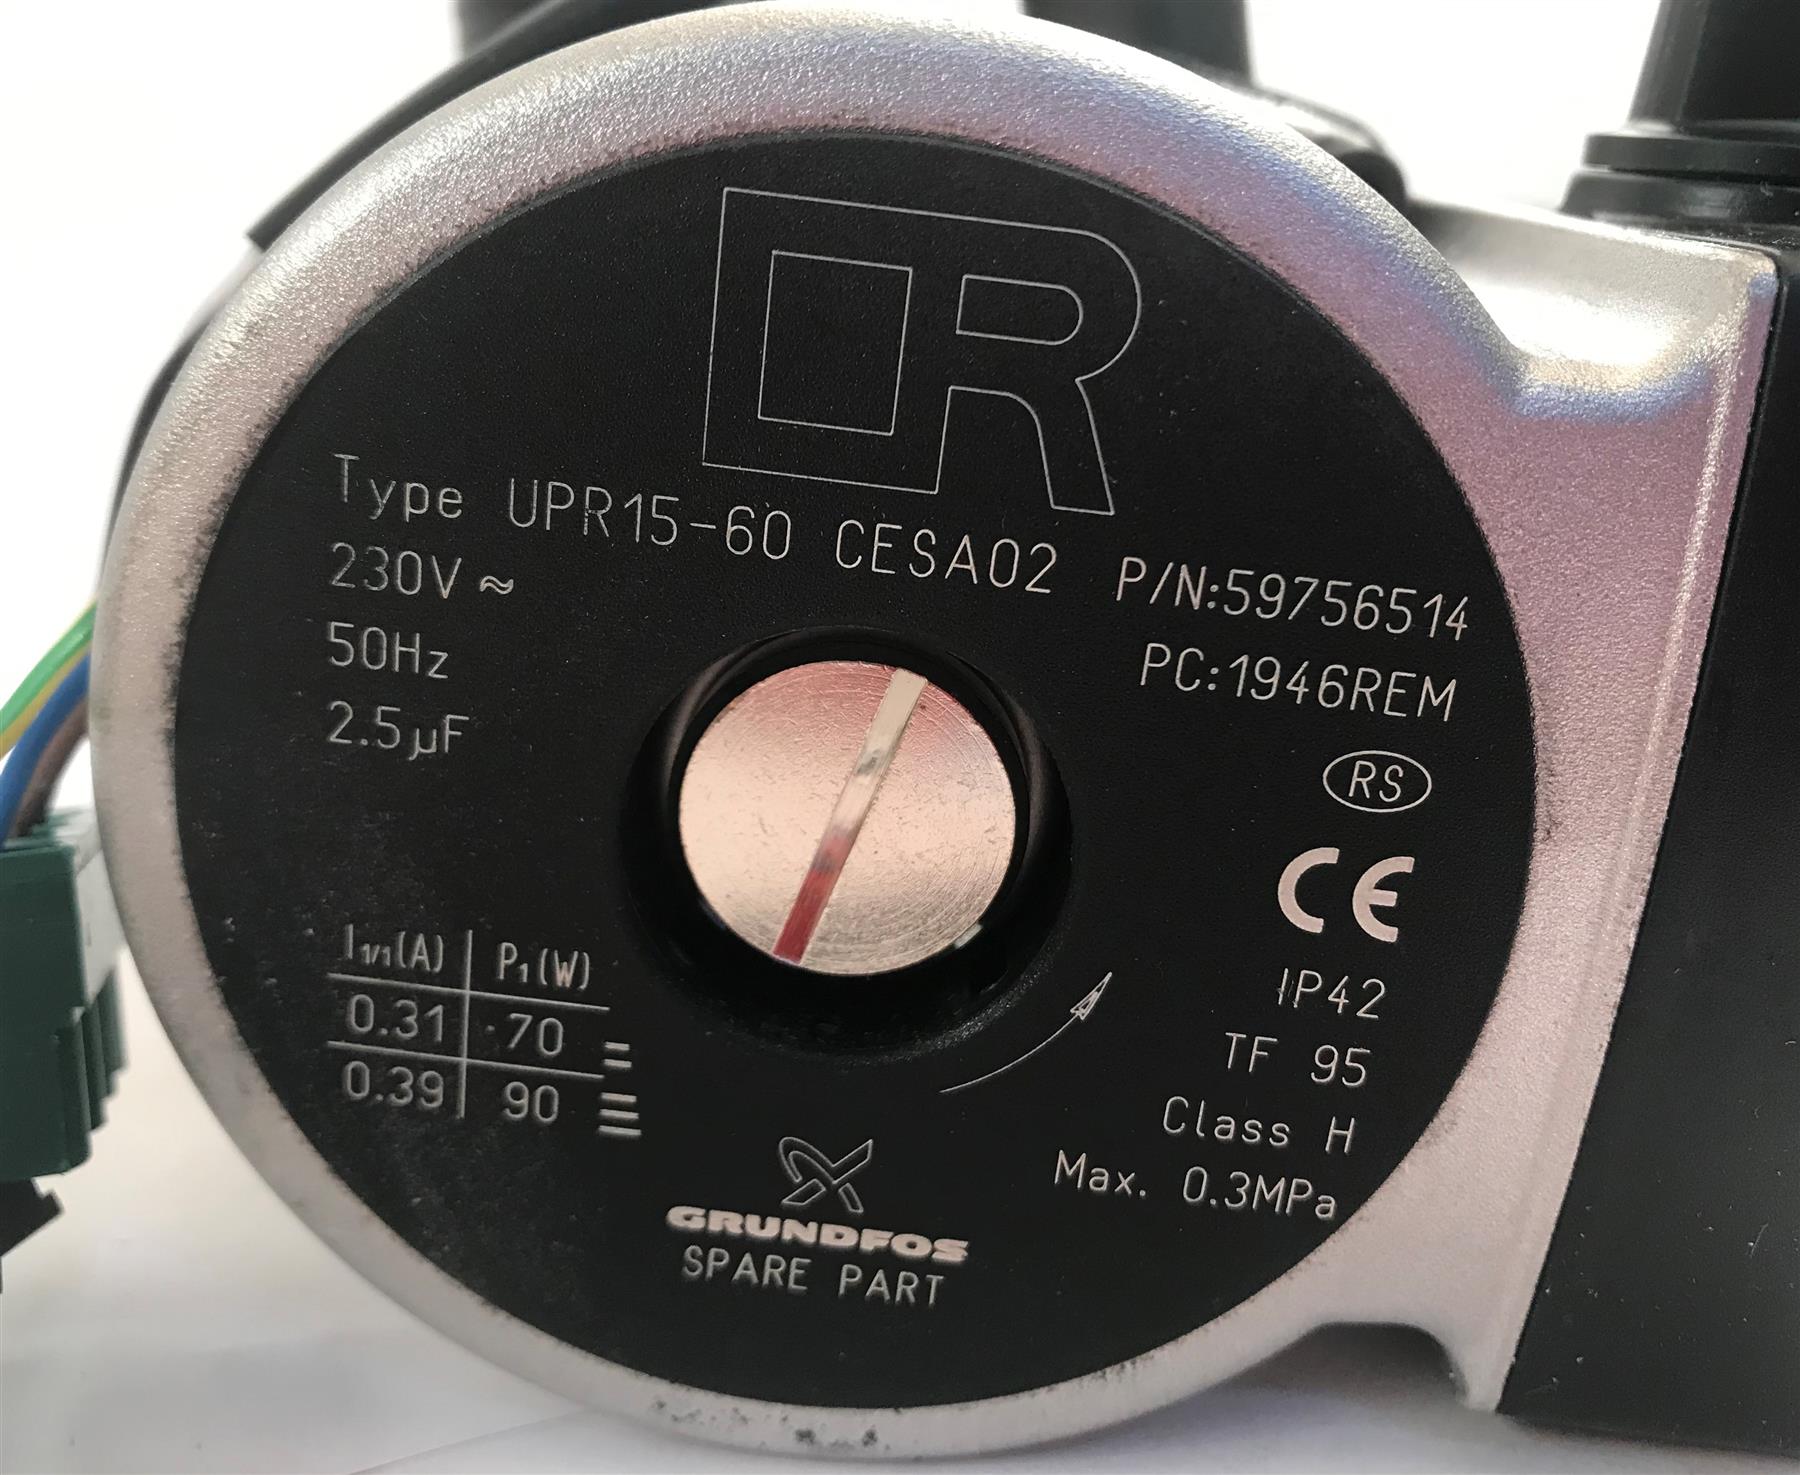 R
Type UPR15-60 CESA02 P/N:59756514
230V ≈
50Hz
2.5µF
PC:1946REM
RS
CE
IP42
TF 95
Class H
Max. 0.3MPa
I1/1(A) P1(W)
0.31 70
0.39 90
GRUNDFOS
SPARE PART